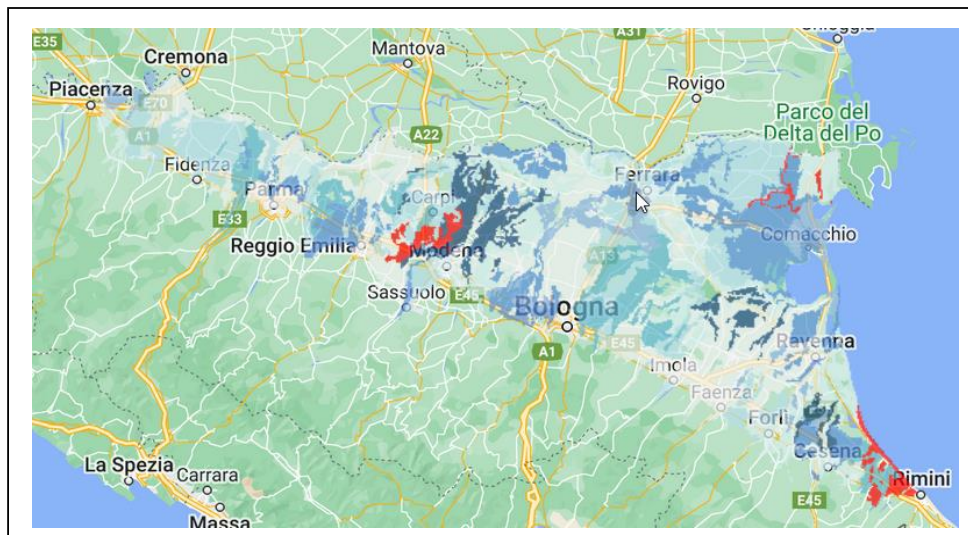 E35
Cremona
Mantova
A31
Piacenza
E70
Rovigo
A1
Parco del
Delta del Po
A22
Fidenza
Ferrara
Parma
Carpi
E33
Reggio Emilia
Modena
Comacchio
A13
Sassuolo
E45
Bologna
Ravenna
A1
E45
Imola
Faenza
Forlì
Cesena
La Spezia
Carrara
Rimini
E45
Massa